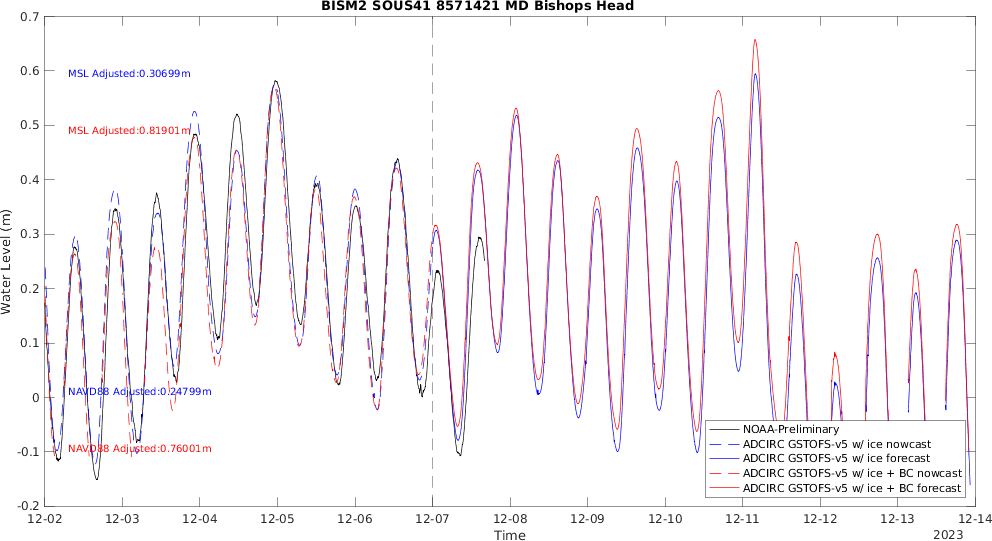 BISM2 SOUS41 8571421 MD Bishops Head
0.7
0.6
0.5
0.4
0.3
0.2
0.1
0
-0.1
-0.2
Water Level (m)
MSL Adjusted:0.30699m
MSL Adjusted:0.81901m
NAVD88 Adjusted:0.24799m
NAVD88 Adjusted:0.76001m
NOAA-Preliminary
ADCIRC GSTOFS-v5 w/ ice nowcast
ADCIRC GSTOFS-v5 w/ ice forecast
ADCIRC GSTOFS-v5 w/ ice + BC nowcast
ADCIRC GSTOFS-v5 w/ ice + BC forecast
12-02 12-03 12-04 12-05 12-06 12-07 12-08 12-09 12-10 12-11 12-12 12-13 12-14
Time
2023